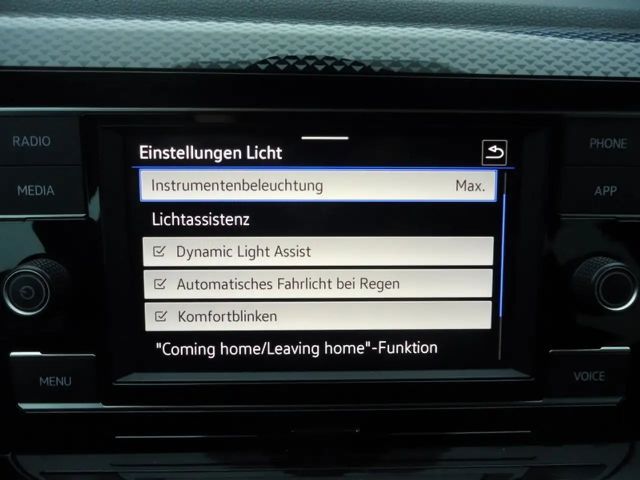 RADIO
MEDIA
MENU
Einstellungen Licht
Instrumentenbeleuchtung Max.
Lichtassistenz
Dynamic Light Assist
Automatisches Fahrlicht bei Regen
Komfortblinken
"Coming home/Leaving home"-Funktion
PHONE
APP
VOICE